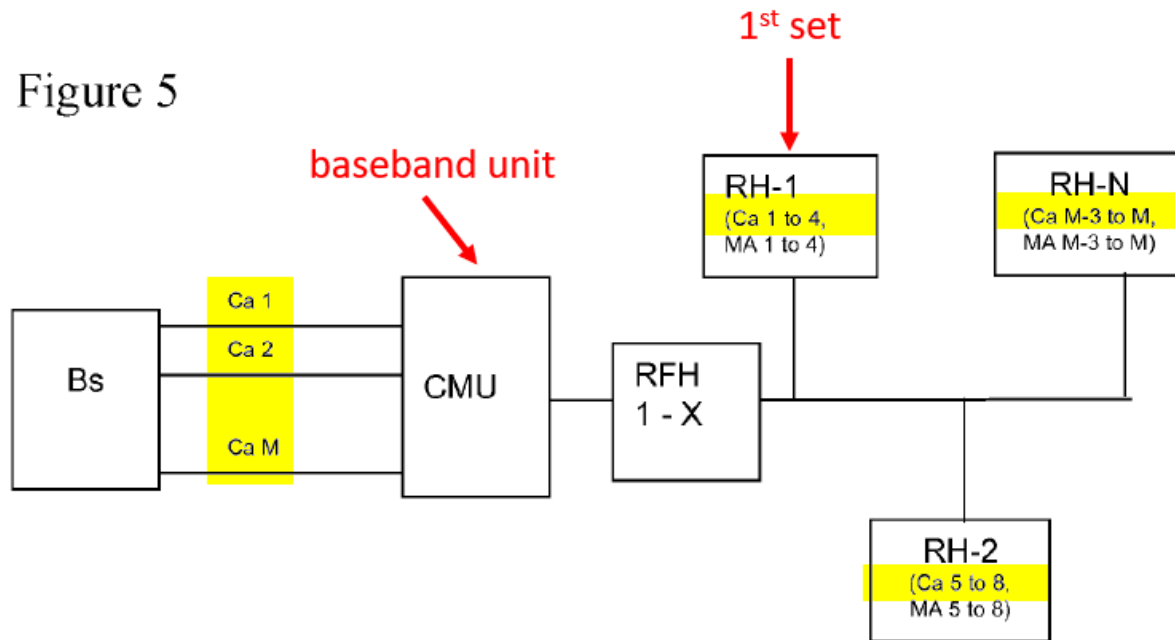 1st set
Figure 5
baseband unit
RH-1
(Ca 1 to 4,
MA 1 to 4)
RH-N
(Ca M-3 to M,
MA M-3 to M)
Bs
Ca 1
Ca 2
Ca M
CMU
RFH
1 - X
RH-2
(Ca 5 to 8,
MA 5 to 8)